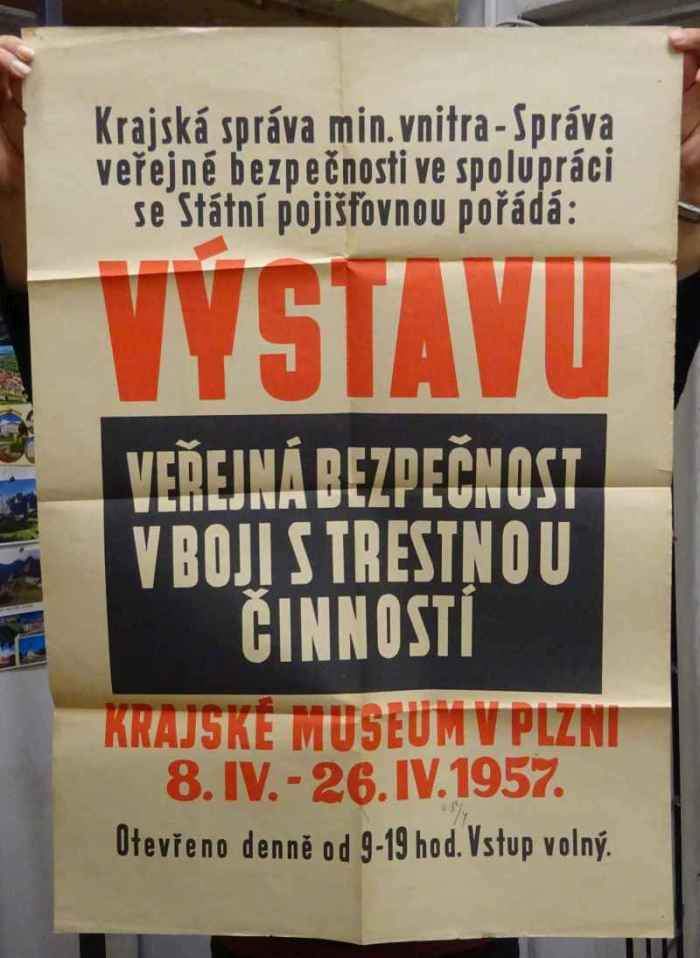 Krajská správa min. vnitra - Správa
veřejné bezpečnosti ve spolupráci
se Státní pojišťovnou pořádá:
VÝSTAVU
VEŘEJNÁ BEZPEČNOST
V BOJI S TRESTNOU
ČINNOSTÍ
KRAJSKÉ MUSEUM V PLZNI
8. IV. - 26. IV. 1957.
Otevřeno denně od 9-19 hod. Vstup volný.